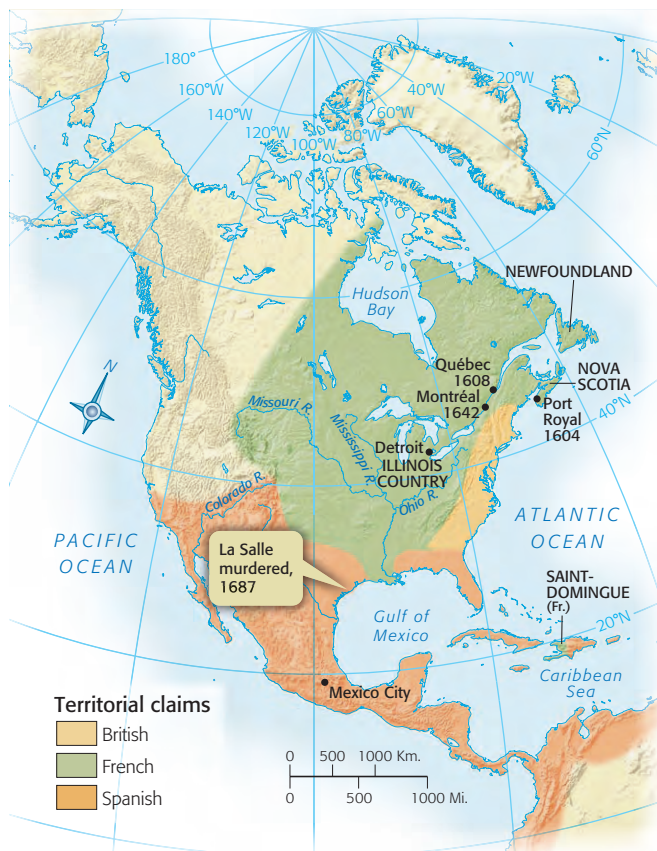 180°
160°W
140°W
120°W
100°W
80°W
60°W
40°W
20°W
60°N
NEWFOUNDLAND
Hudson
Bay
Québec
1608
Montréal
1642
NOVA
SCOTIA
Port
Royal
1604
40°N
N
Missouri R.
Mississippi R.
Detroit
ILLINOIS
COUNTRY
Ohio R.
Colorado R.
PACIFIC
OCEAN
ATLANTIC
OCEAN
La Salle
murdered,
1687
SAINT-
DOMINGUE
(Fr.)
20°N
Gulf of
Mexico
Caribbean
Sea
Mexico City
Territorial claims
British
French
Spanish
0 500 1000 Km.
0 500 1000 Mi.